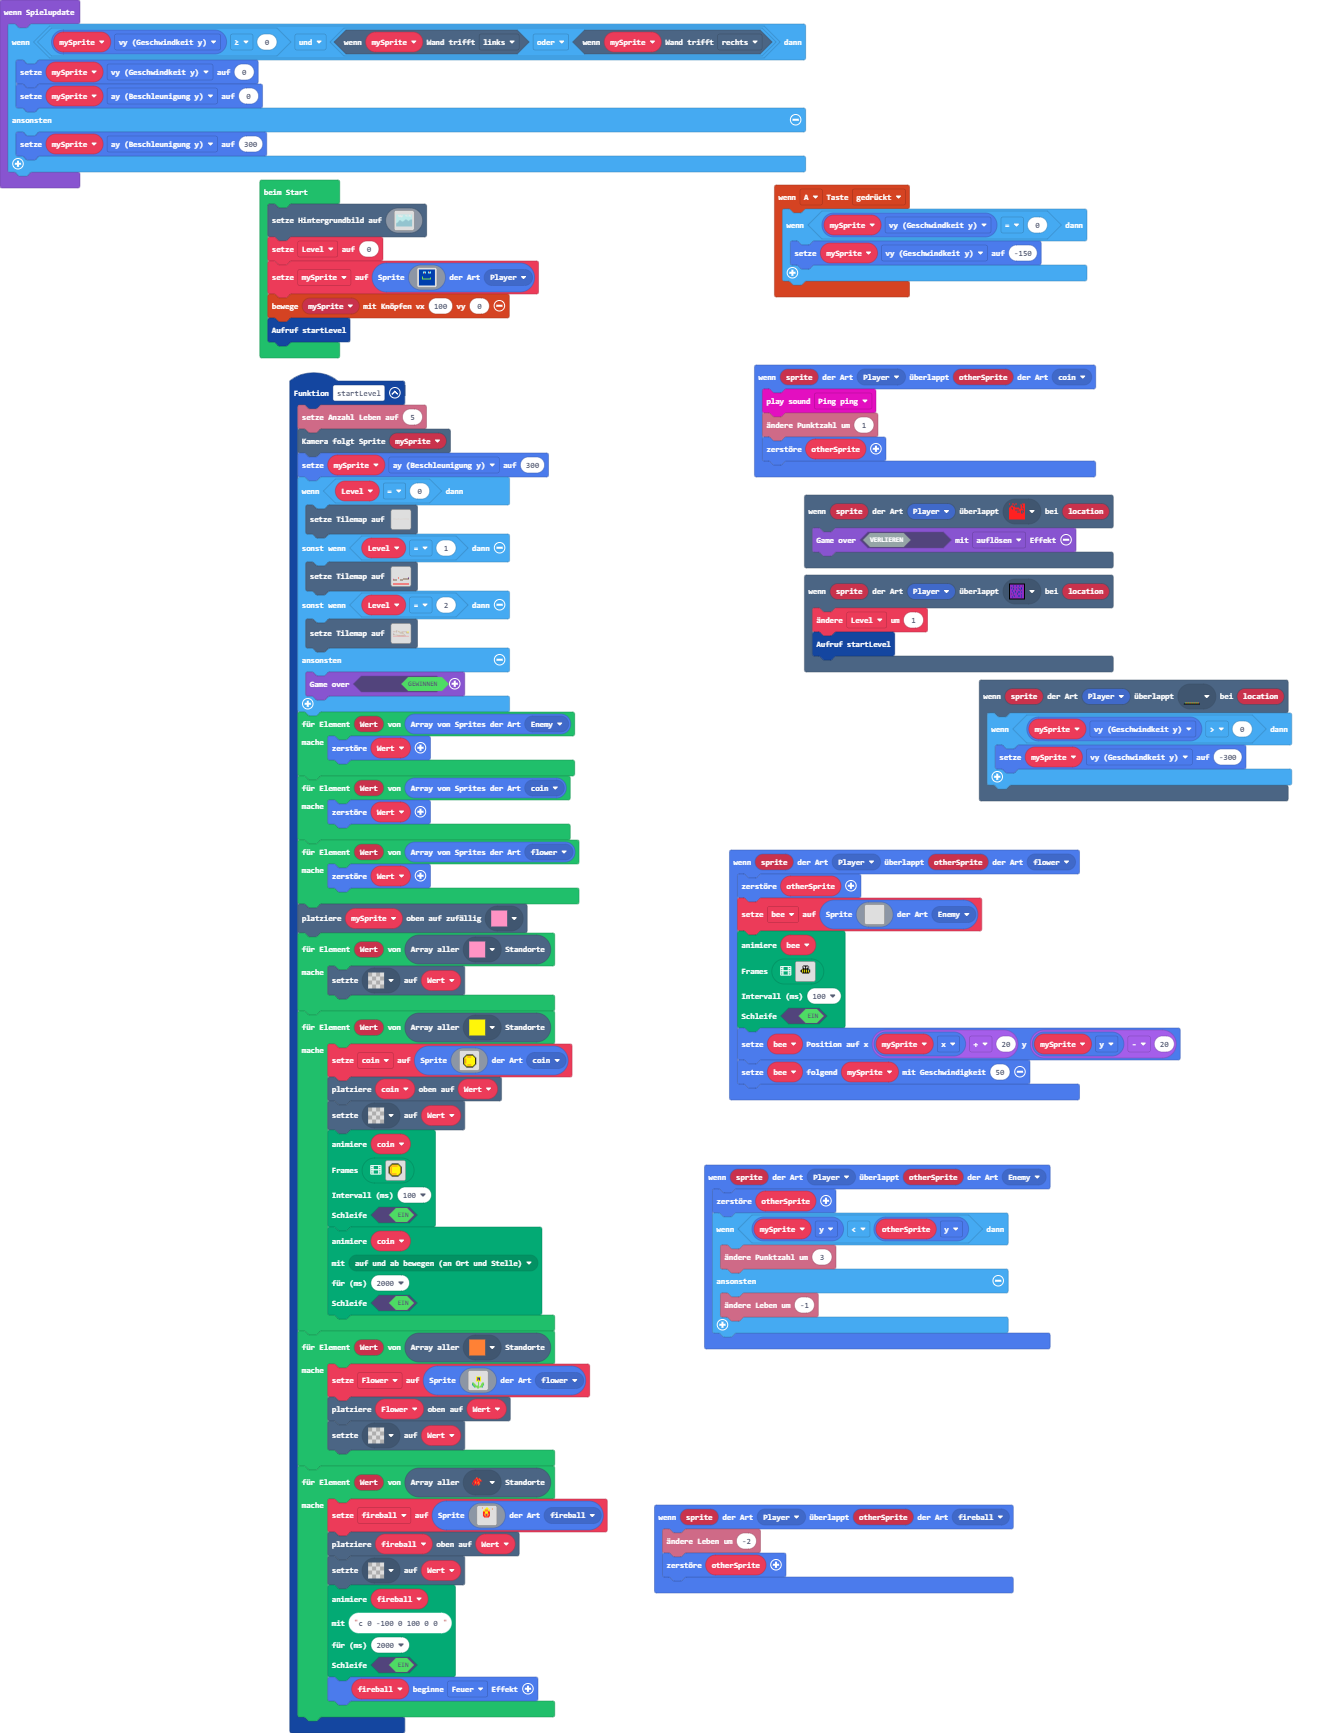 wenn Spielupdate
wenn mySprite vy (Geschwindkeit y) ≥ 0 und wenn mySprite Wand trifft links oder wenn mySprite Wand trifft rechts dann
setze mySprite vy (Geschwindkeit y) auf 0
setze mySprite ay (Beschleunigung y) auf 0
ansonsten
setze mySprite ay (Beschleunigung y) auf 300
beim Start
setze Hintergrundbild auf
setze Level auf 0
setze mySprite auf Sprite der Art Player
bewege mySprite mit Knöpfen vx 100 vy 0
Aufruf startLevel
wenn A Taste gedrückt
wenn mySprite vy (Geschwindkeit y) = 0 dann
setze mySprite vy (Geschwindkeit y) auf -150
Funktion startLevel
setze Anzahl Leben auf 5
Kamera folgt Sprite mySprite
setze mySprite ay (Beschleunigung y) auf 300
wenn Level = 0 dann
setze Tilemap auf
sonst wenn Level = 1 dann
setze Tilemap auf
sonst wenn Level = 2 dann
setze Tilemap auf
ansonsten
Game over GEWINNEN
für Element Wert von Array von Sprites der Art Enemy
mache zerstöre Wert
für Element Wert von Array von Sprites der Art coin
mache zerstöre Wert
für Element Wert von Array von Sprites der Art flower
mache zerstöre Wert
platziere mySprite oben auf zufällig
für Element Wert von Array aller Standorte
mache setzte auf Wert
für Element Wert von Array aller Standorte
mache setze coin auf Sprite der Art coin
platziere coin oben auf Wert
setzte auf Wert
animiere coin
Frames
Intervall (ms) 100
Schleife EIN
animiere coin
mit auf und ab bewegen (an Ort und Stelle)
für (ms) 2000
Schleife EIN
für Element Wert von Array aller Standorte
mache setze Flower auf Sprite der Art flower
platziere Flower oben auf Wert
setzte auf Wert
für Element Wert von Array aller Standorte
mache setze fireball auf Sprite der Art fireball
platziere fireball oben auf Wert
setzte auf Wert
animiere fireball
mit "c 0 -100 0 100 0 0 "
für (ms) 2000
Schleife EIN
fireball beginne Feuer Effekt
wenn sprite der Art Player überlappt otherSprite der Art coin
play sound Ping ping
ändere Punktzahl um 1
zerstöre otherSprite
wenn sprite der Art Player überlappt bei location
Game over VERLIEREN mit auflösen Effekt
wenn sprite der Art Player überlappt bei location
ändere Level um 1
Aufruf startLevel
wenn sprite der Art Player überlappt bei location
wenn mySprite vy (Geschwindkeit y) > 0 dann
setze mySprite vy (Geschwindkeit y) auf -300
wenn sprite der Art Player überlappt otherSprite der Art flower
zerstöre otherSprite
setze bee auf Sprite der Art Enemy
animiere bee
Frames
Intervall (ms) 100
Schleife EIN
setze bee Position auf x mySprite x + 20 y mySprite y - 20
setze bee folgend mySprite mit Geschwindigkeit 50
wenn sprite der Art Player überlappt otherSprite der Art Enemy
zerstöre otherSprite
wenn mySprite y < otherSprite y dann
ändere Punktzahl um 3
ansonsten
ändere Leben um -1
wenn sprite der Art Player überlappt otherSprite der Art fireball
ändere Leben um -2
zerstöre otherSprite